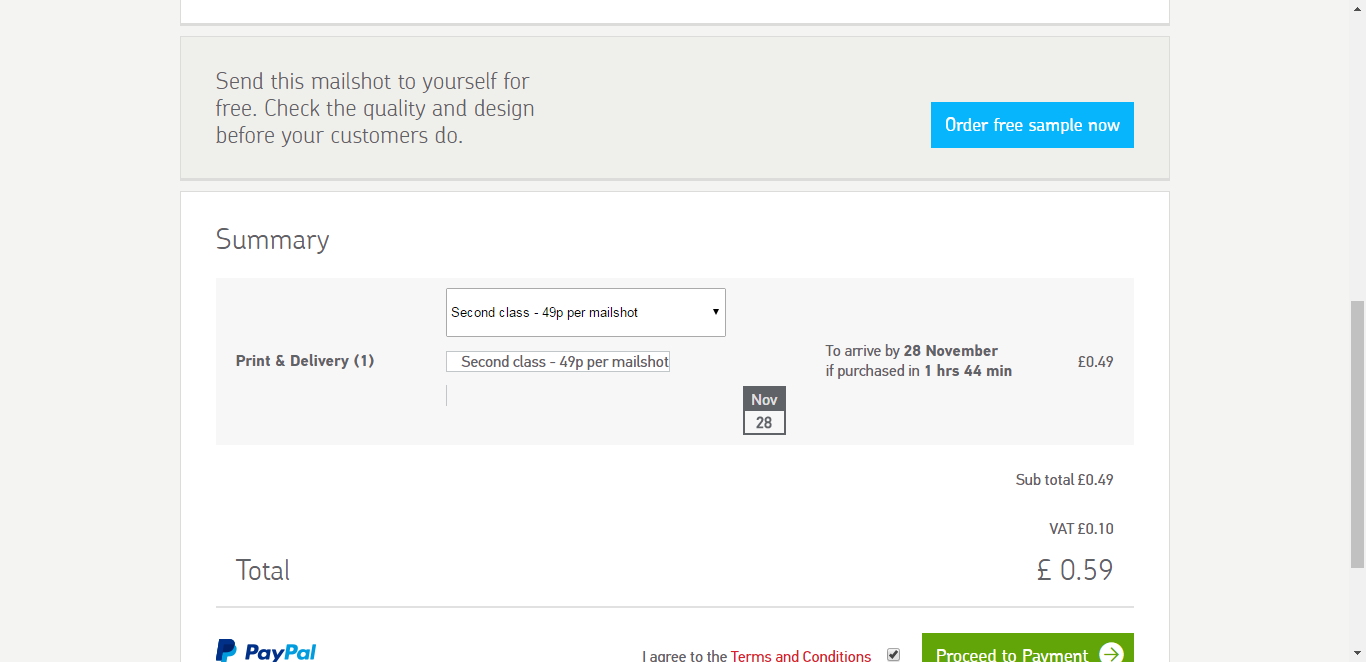 Send this mailshot to yourself for
free. Check the quality and design
before your customers do.
Order free sample now
Summary
Second class - 49p per mailshot
Print & Delivery (1)
Second class - 49p per mailshot
To arrive by 28 November
if purchased in 1 hrs 44 min
£0.49
Nov
28
Sub total £0.49
VAT £0.10
Total
£ 0.59
PayPal
I agree to the Terms and Conditions
Proceed to Payment